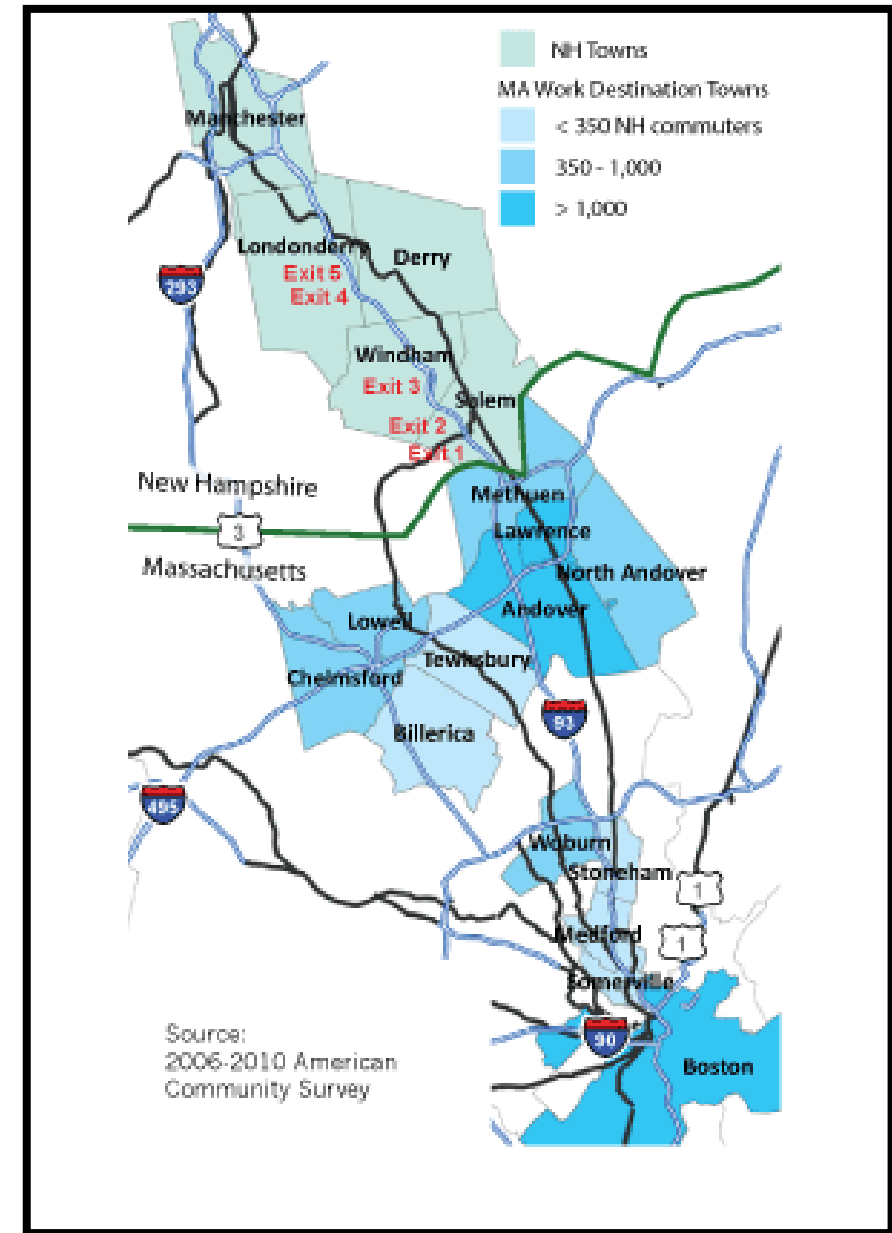 NH Towns
MA Work Destination Towns
< 350 NH commuters
350 - 1,000
> 1,000
Manchester
Londonderry
Derry
Exit 5
Exit 4
293
Windham
Exit 3
Salem
Exit 2
Exit 1
New Hampshire
Methuen
3
Lawrence
Massachusetts
North Andover
Andover
Lowell
Tewksbury
Chelmsford
93
Billerica
495
Woburn
Stoneham
1
Medford
1
Somerville
90
Source:
2006-2010 American
Community Survey
Boston